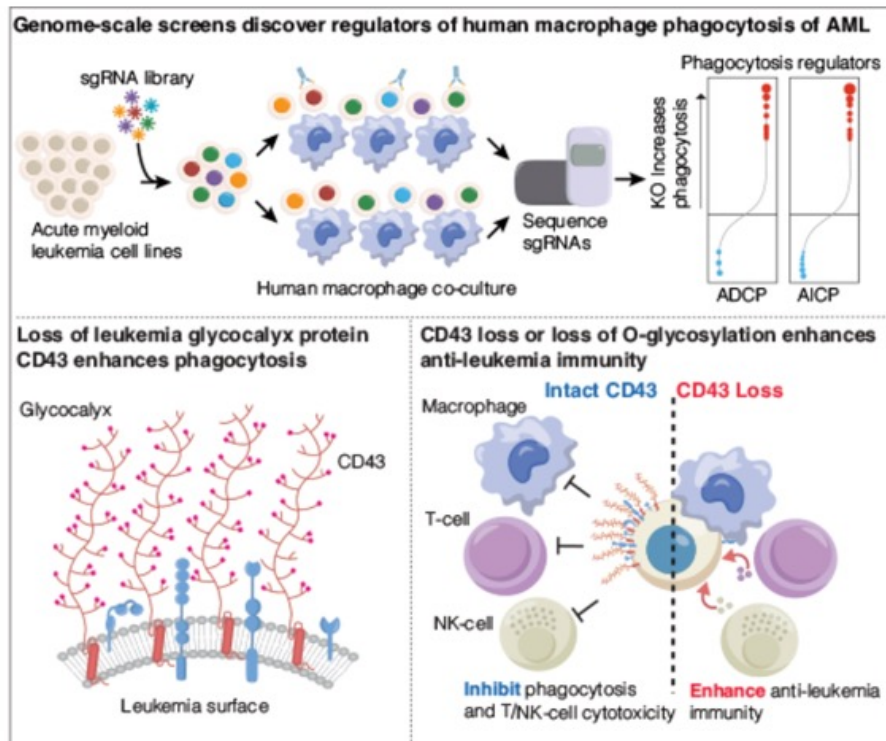 Genome-scale screens discover regulators of human macrophage phagocytosis of AML
sgRNA library
Acute myeloid
leukemia cell lines
Human macrophage co-culture
Sequence
sgRNAs
Phagocytosis regulators
KO Increases
phagocytosis
ADCP
AICP
Loss of leukemia glycocalyx protein
CD43 enhances phagocytosis
Glycocalyx
CD43
Leukemia surface
CD43 loss or loss of O-glycosylation enhances
anti-leukemia immunity
Intact CD43
CD43 Loss
Macrophage
T-cell
NK-cell
Inhibit phagocytosis
and T/NK-cell cytotoxicity
Enhance anti-leukemia
immunity